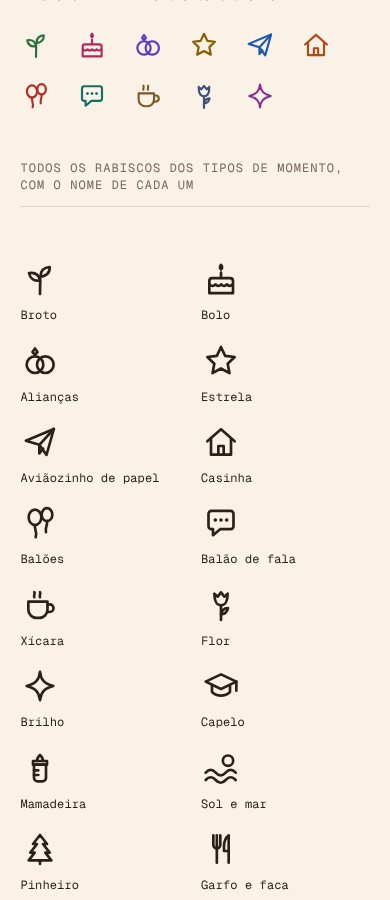 TODOS OS RABISCOS DOS TIPOS DE MOMENTO,
COM O NOME DE CADA UM
Broto
Bolo
Alianças
Estrela
Aviãozinho de papel
Casinha
Balões
Balão de fala
Xícara
Flor
Brilho
Capelo
Mamadeira
Sol e mar
Pinheiro
Garfo e faca